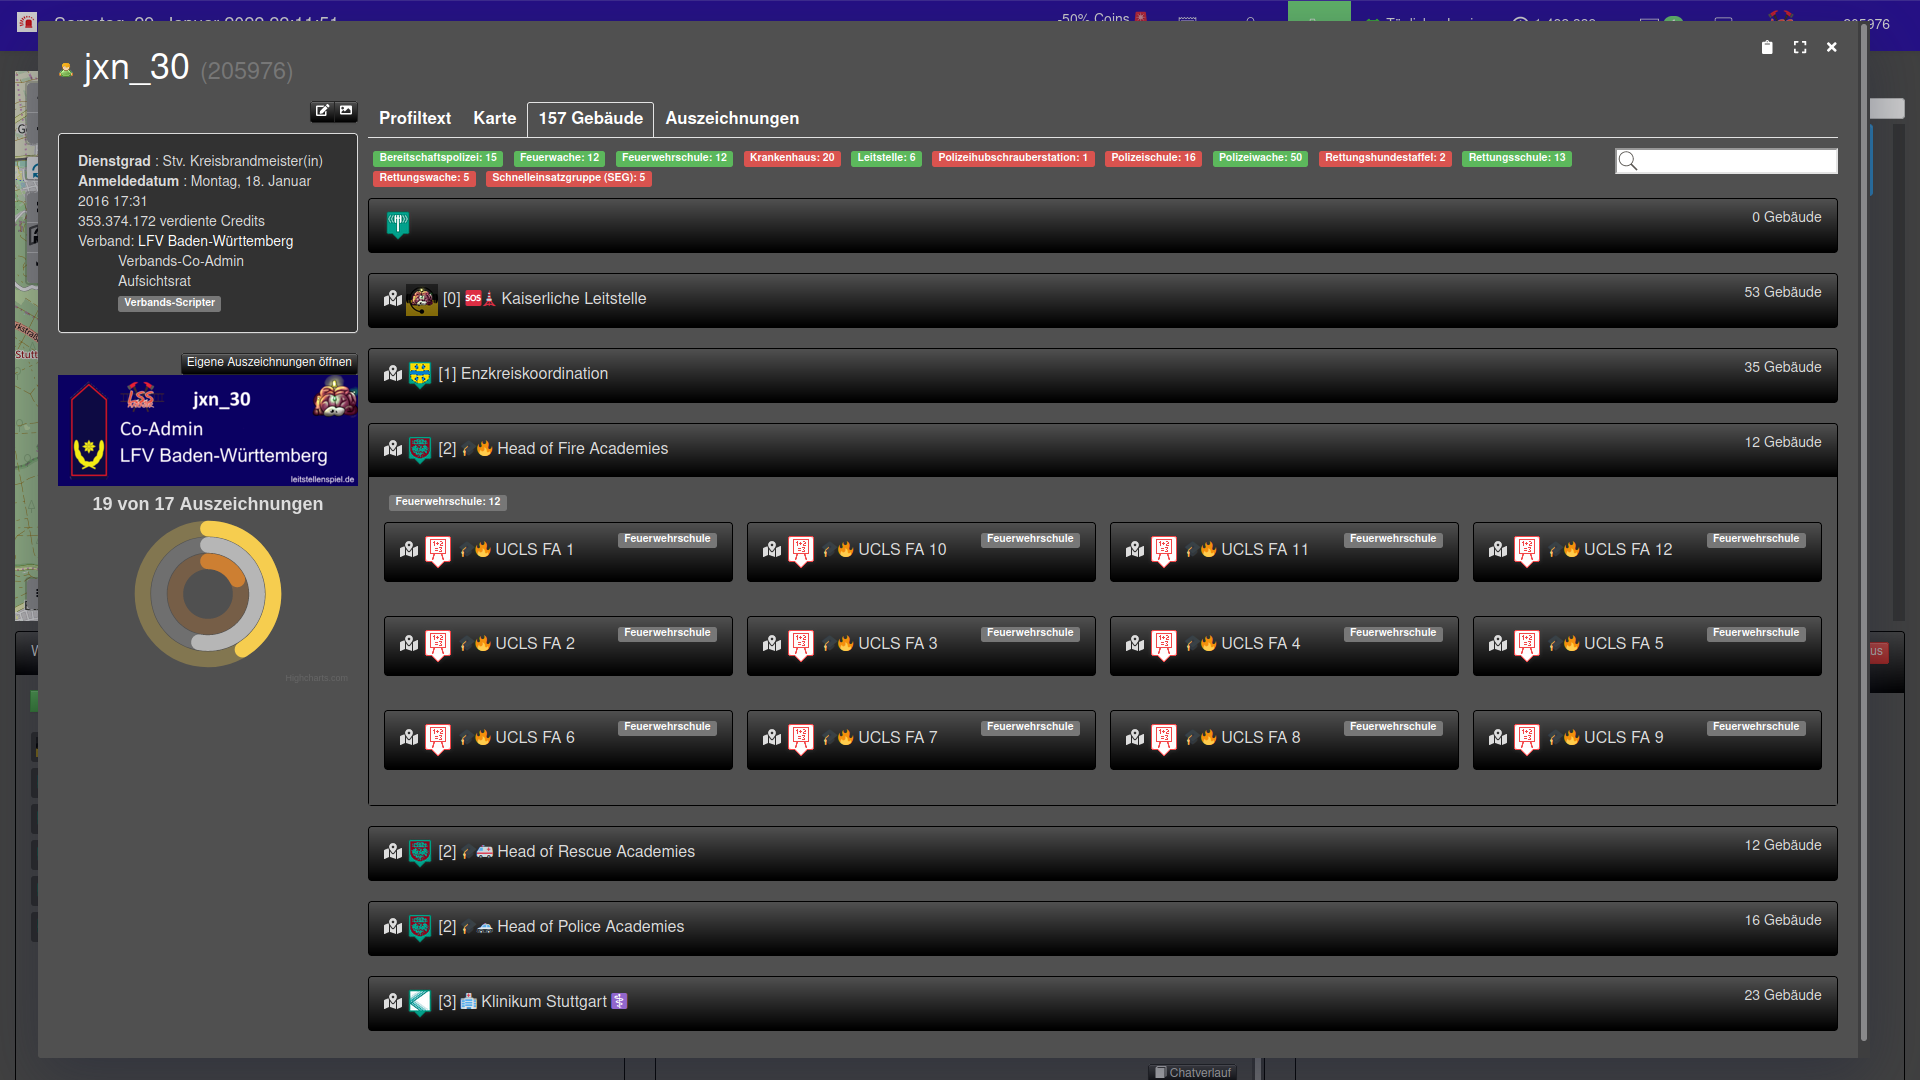 -50% Coins
205976
jxn_30 (205976)
Profiltext Karte 157 Gebäude Auszeichnungen
Dienstgrad : Stv. Kreisbrandmeister(in)
Anmeldedatum : Montag, 18. Januar
2016 17:31
353.374.172 verdiente Credits
Verband: LFV Baden-Württemberg
Verbands-Co-Admin
Aufsichtsrat
Verbands-Scripter
Eigene Auszeichnungen öffnen
LSS
jxn_30
Co-Admin
LFV Baden-Württemberg
leitstellenspiel.de
19 von 17 Auszeichnungen
Highcharts.com
Bereitschaftspolizei: 15 Feuerwache: 12 Feuerwehrschule: 12 Krankenhaus: 20 Leitstelle: 6 Polizeihubschrauberstation: 1 Polizeischule: 16 Polizeiwache: 50 Rettungshundestaffel: 2 Rettungsschule: 13
Rettungswache: 5 Schnelleinsatzgruppe (SEG): 5
0 Gebäude
[0] SOS Kaiserliche Leitstelle 53 Gebäude
[1] Enzkreiskoordination 35 Gebäude
[2] Head of Fire Academies 12 Gebäude
Feuerwehrschule: 12
UCLS FA 1 Feuerwehrschule
UCLS FA 10 Feuerwehrschule
UCLS FA 11 Feuerwehrschule
UCLS FA 12 Feuerwehrschule
UCLS FA 2 Feuerwehrschule
UCLS FA 3 Feuerwehrschule
UCLS FA 4 Feuerwehrschule
UCLS FA 5 Feuerwehrschule
UCLS FA 6 Feuerwehrschule
UCLS FA 7 Feuerwehrschule
UCLS FA 8 Feuerwehrschule
UCLS FA 9 Feuerwehrschule
[2] Head of Rescue Academies 12 Gebäude
[2] Head of Police Academies 16 Gebäude
[3] Klinikum Stuttgart 23 Gebäude
Chatverlauf